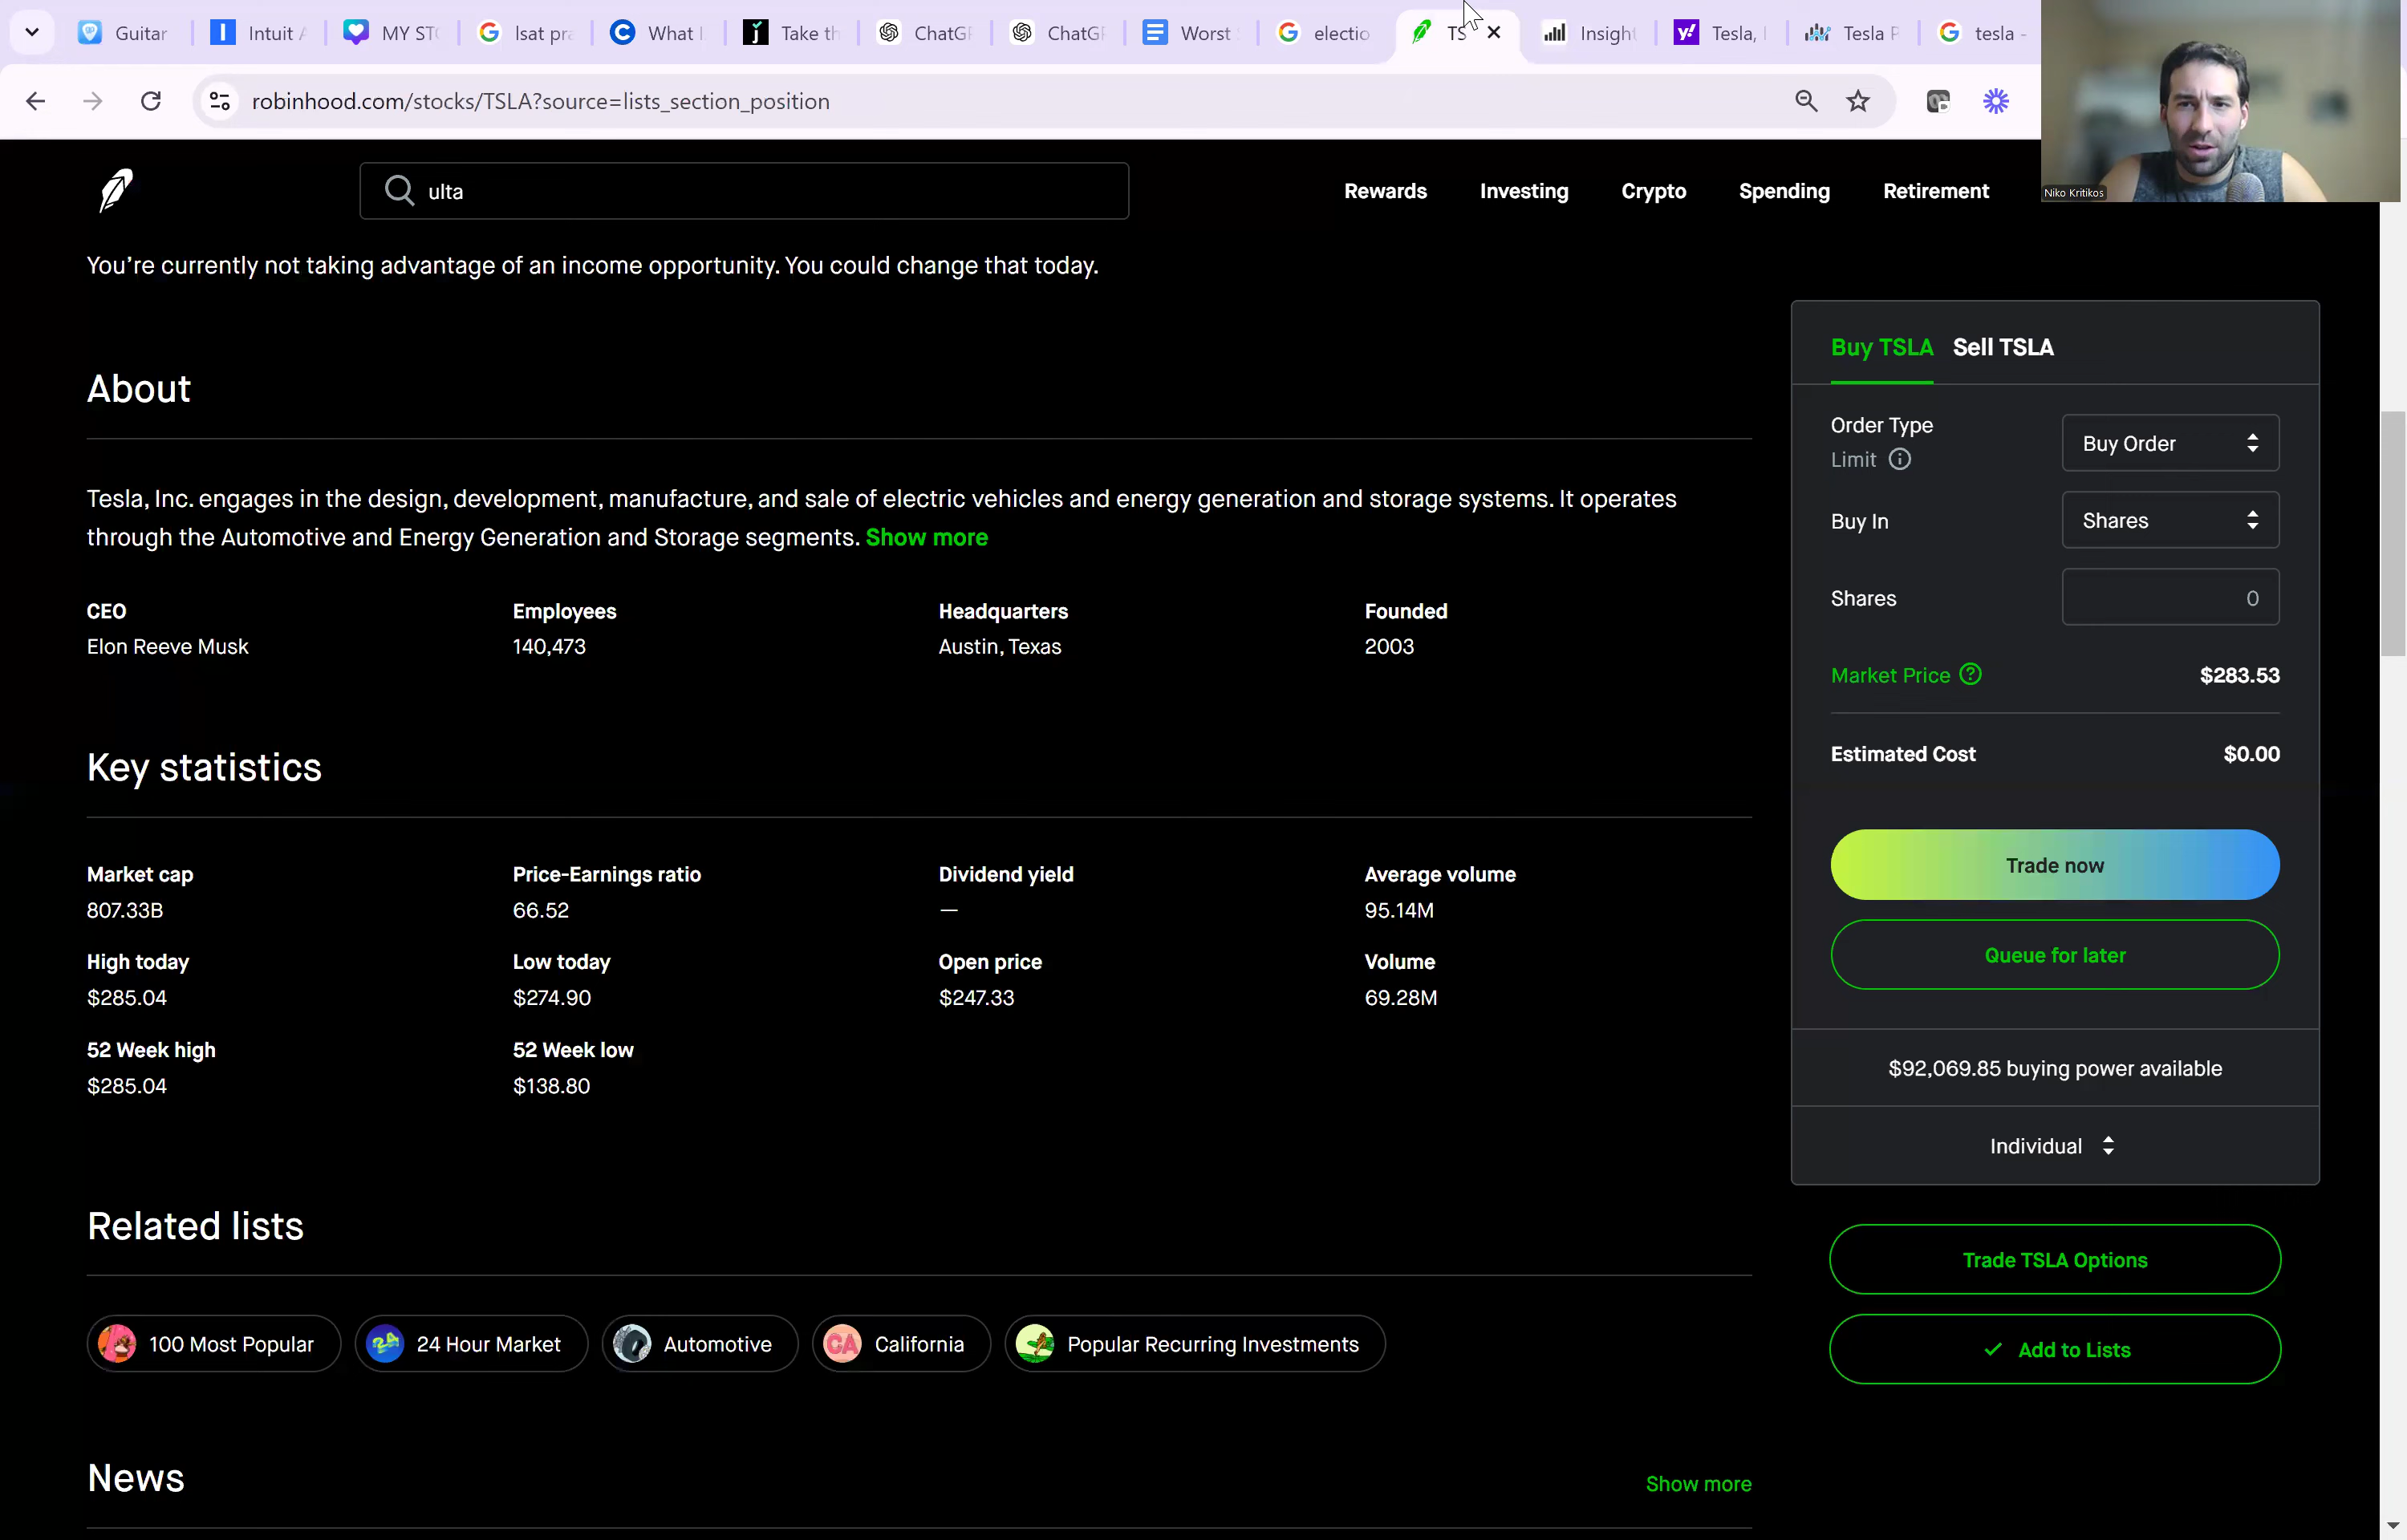 Guitar
Intuit A
MY ST
lsat pra
What I
Take th
ChatGP
ChatGP
Worst S
electio
TS
Insight
Tesla, I
Tesla P
tesla -
robinhood.com/stocks/TSLA?source=lists_section_position
ulta
Rewards
Investing
Crypto
Spending
Retirement
Niko Kritikos
You're currently not taking advantage of an income opportunity. You could change that today.
About
Tesla, Inc. engages in the design, development, manufacture, and sale of electric vehicles and energy generation and storage systems. It operates
through the Automotive and Energy Generation and Storage segments. Show more
CEO
Elon Reeve Musk
Employees
140,473
Headquarters
Austin, Texas
Founded
2003
Key statistics
Market cap
807.33B
Price-Earnings ratio
66.52
Dividend yield
—
Average volume
95.14M
High today
$285.04
Low today
$274.90
Open price
$247.33
Volume
69.28M
52 Week high
$285.04
52 Week low
$138.80
Related lists
100 Most Popular
24 Hour Market
Automotive
CA California
Popular Recurring Investments
News
Show more
Buy TSLA
Sell TSLA
Order Type
Limit
Buy Order
Buy In
Shares
Shares
0
Market Price
$283.53
Estimated Cost
$0.00
Trade now
Queue for later
$92,069.85 buying power available
Individual
Trade TSLA Options
Add to Lists